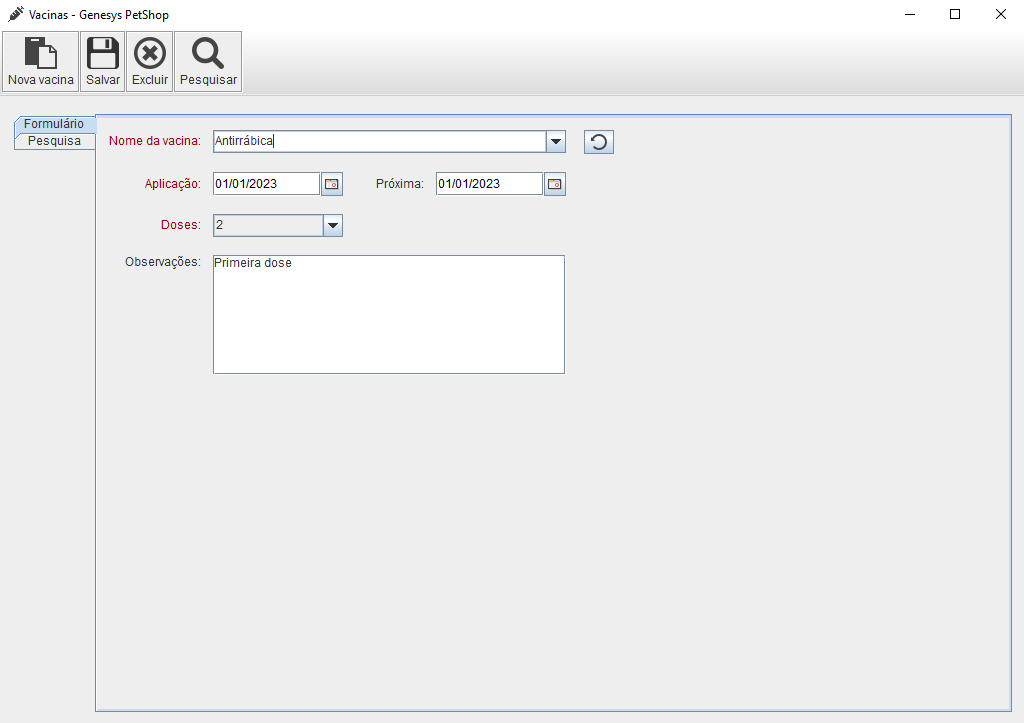 Vacinas - Genesys PetShop
Nova vacina Salvar Excluir Pesquisar
Formulário
Pesquisa
Nome da vacina: Antirrábica
Aplicação: 01/01/2023 Próxima: 01/01/2023
Doses: 2
Observações: Primeira dose